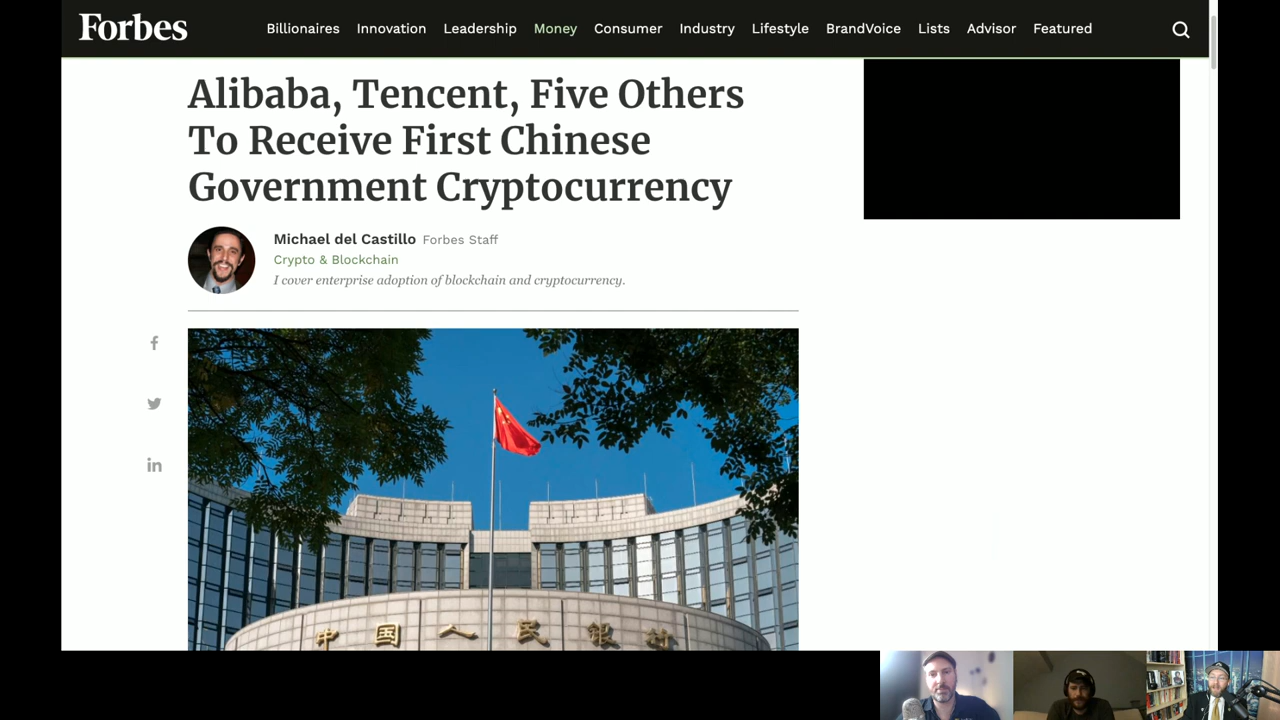 Forbes
Billionaires Innovation Leadership Money Consumer Industry Lifestyle BrandVoice Lists Advisor Featured
Alibaba, Tencent, Five Others
To Receive First Chinese
Government Cryptocurrency
Michael del Castillo Forbes Staff
Crypto & Blockchain
I cover enterprise adoption of blockchain and cryptocurrency.
中国人民银行